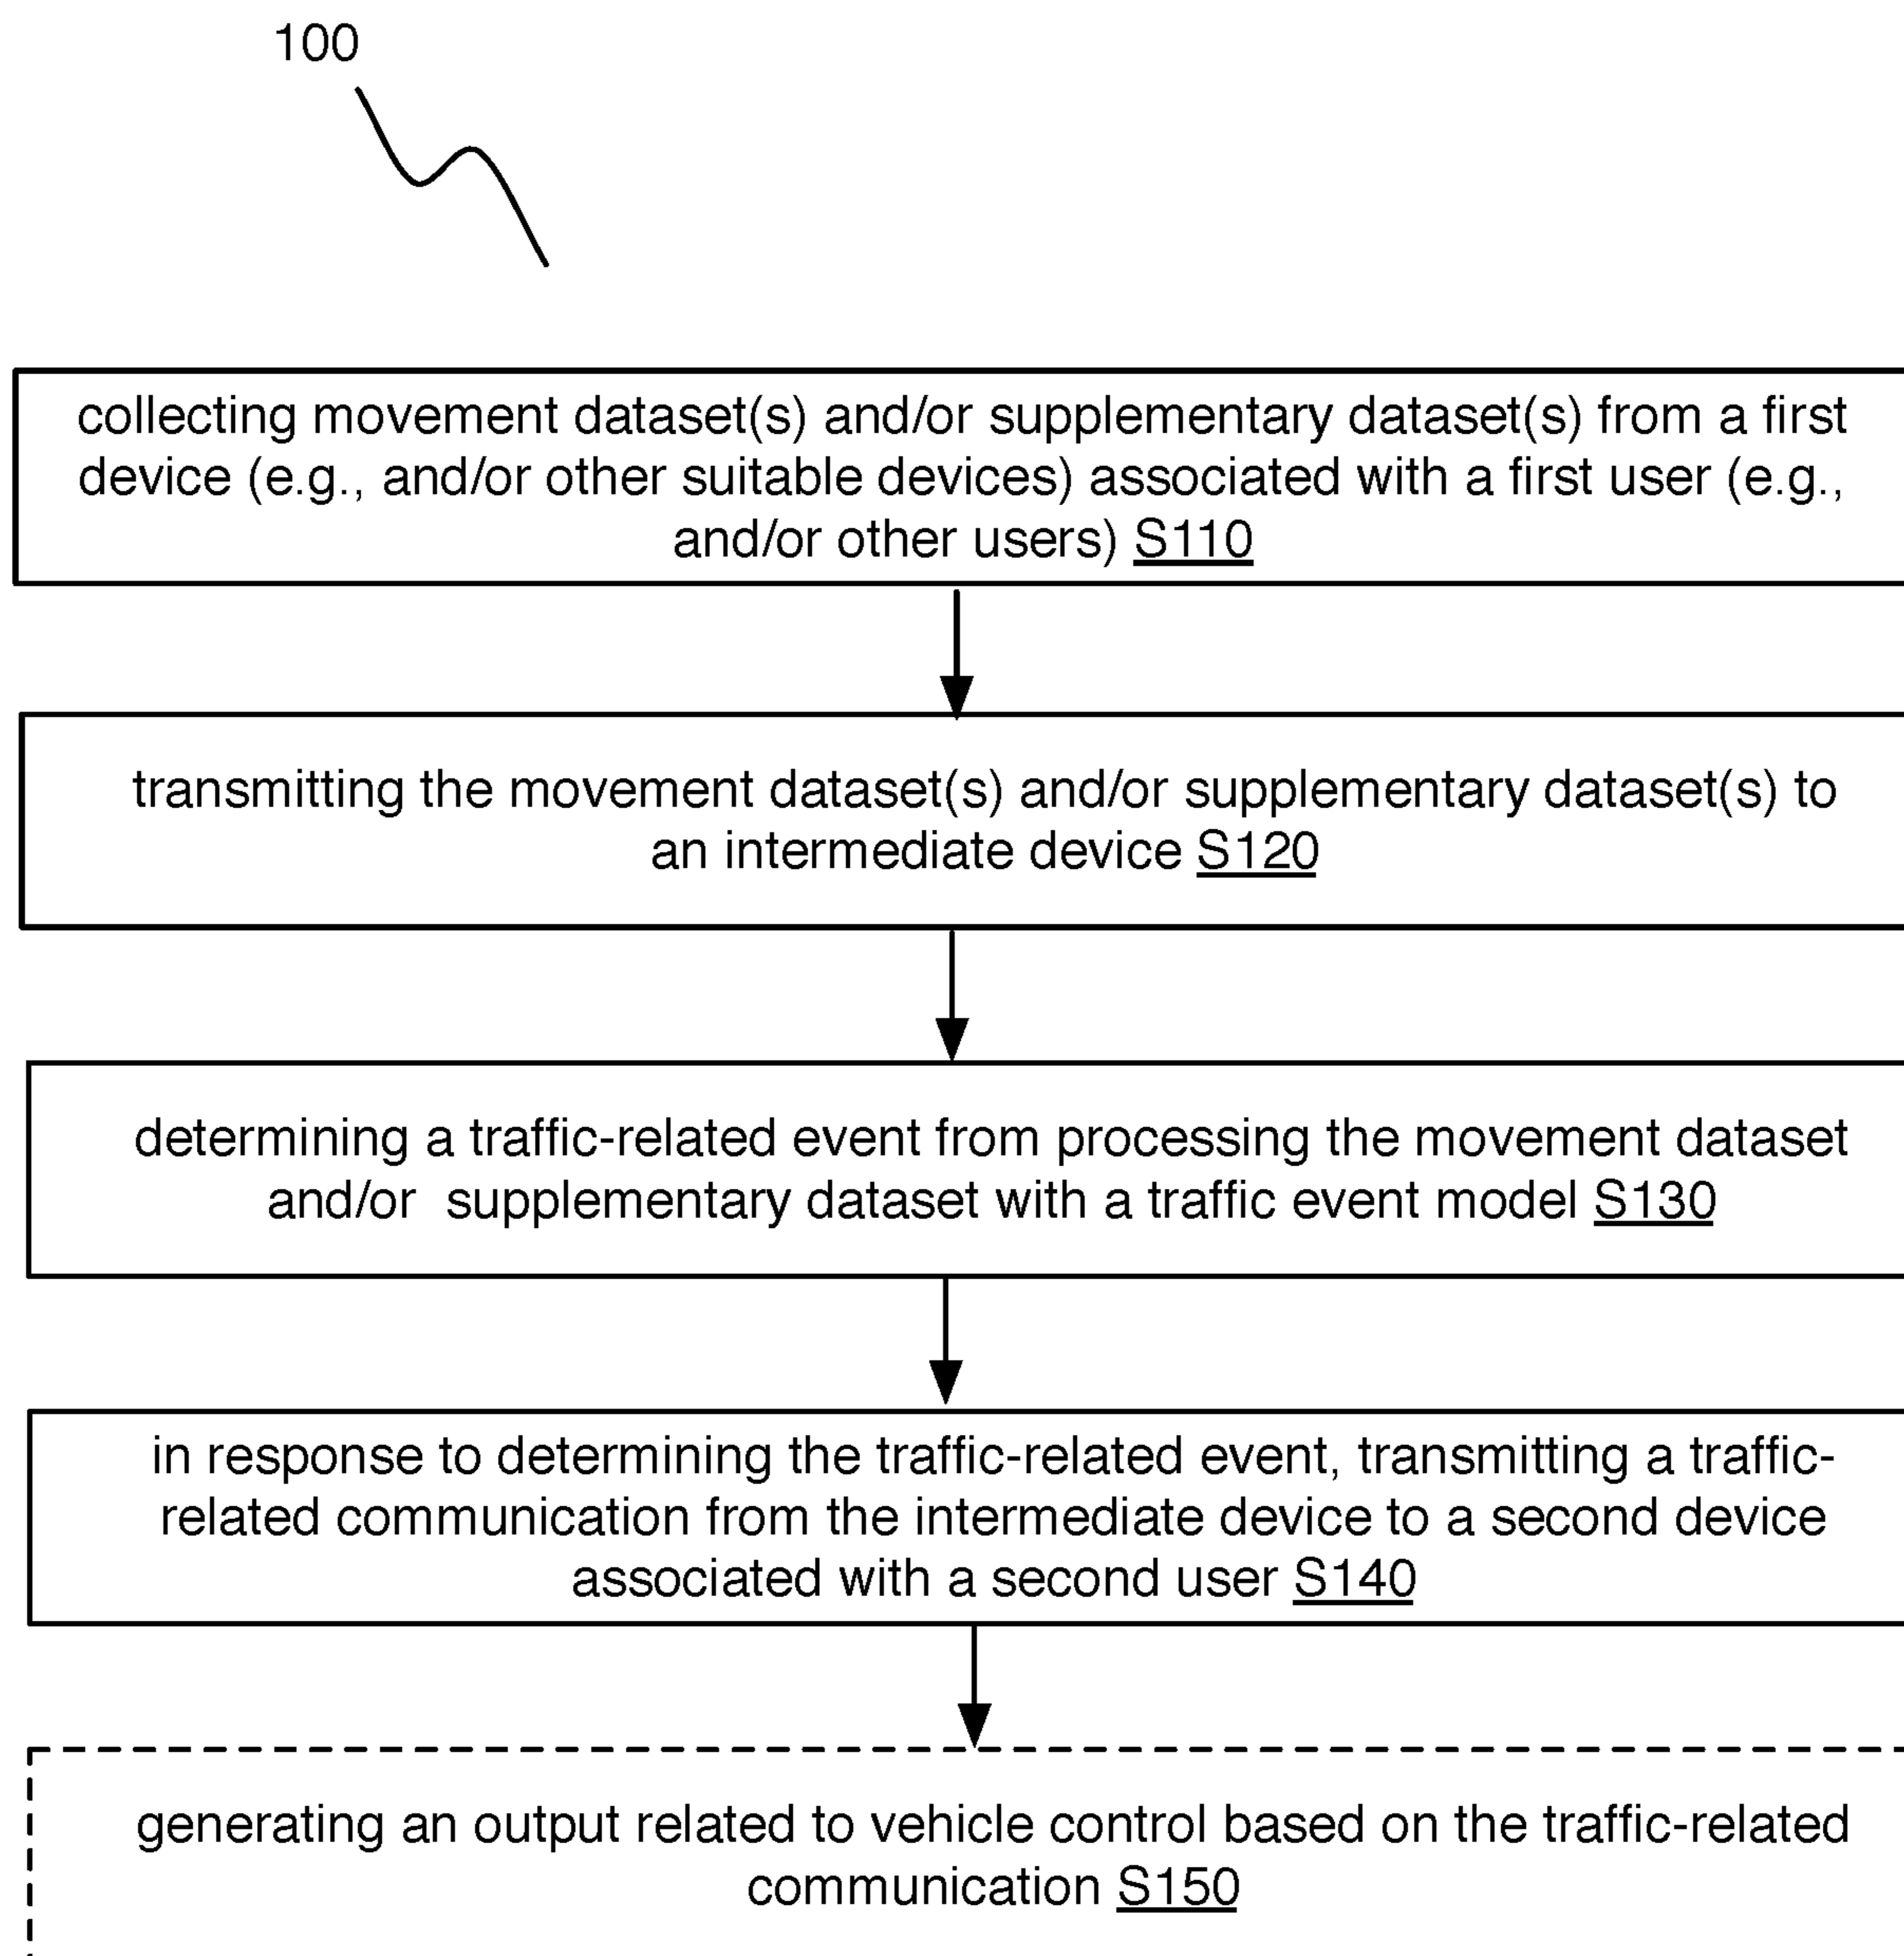 100
collecting movement dataset(s) and/or supplementary dataset(s) from a first
device (e.g., and/or other suitable devices) associated with a first user (e.g.,
and/or other users) S110
transmitting the movement dataset(s) and/or supplementary dataset(s) to
an intermediate device S120
determining a traffic-related event from processing the movement dataset
and/or  supplementary dataset with a traffic event model S130
in response to determining the traffic-related event, transmitting a traffic-
related communication from the intermediate device to a second device
associated with a second user S140
generating an output related to vehicle control based on the traffic-related
communication S150